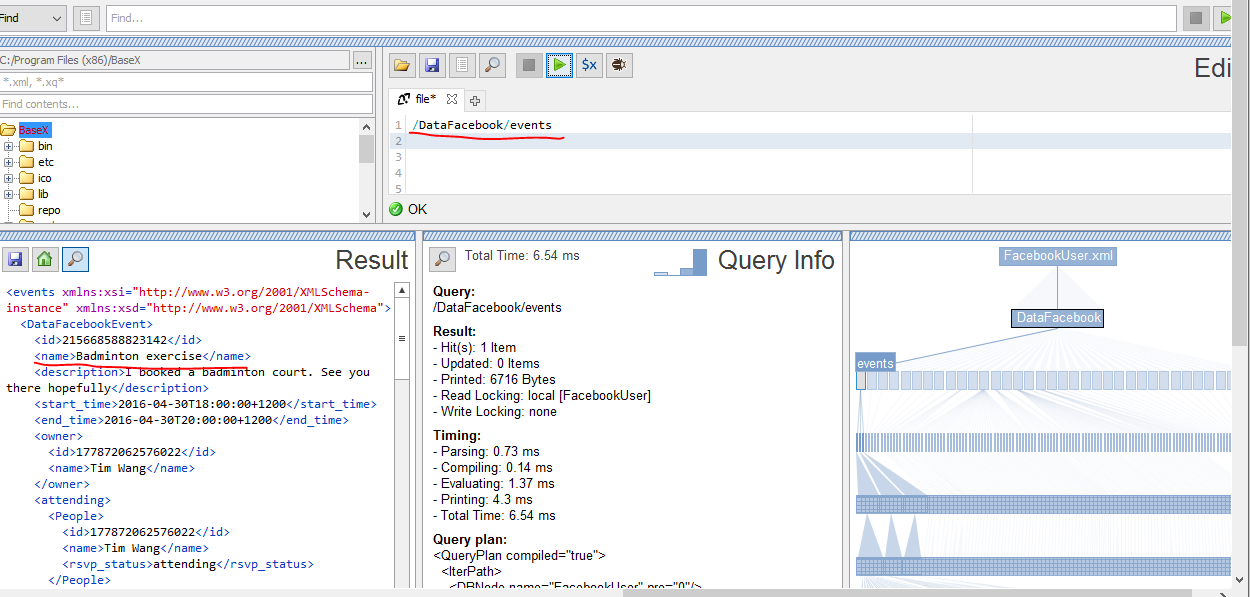 Find
Find...
C:/Program Files (x86)/BaseX
...
*.xml, *.xq*
Find contents...
BaseX
bin
etc
ico
lib
repo
$x
Edi
file*
1 /DataFacebook/events
2
3
4
5
OK
Result
<events xmlns:xsi="http://www.w3.org/2001/XMLSchema-
instance" xmlns:xsd="http://www.w3.org/2001/XMLSchema">
<DataFacebookEvent>
<id>215668588823142</id>
<name>Badminton exercise</name>
<description>I booked a badminton court. See you
there hopefully</description>
<start_time>2016-04-30T18:00:00+1200</start_time>
<end_time>2016-04-30T20:00:00+1200</end_time>
<owner>
<id>177872062576022</id>
<name>Tim Wang</name>
</owner>
<attending>
<People>
<id>177872062576022</id>
<name>Tim Wang</name>
<rsvp_status>attending</rsvp_status>
</People>
Total Time: 6.54 ms
Query Info
Query:
/DataFacebook/events
Result:
- Hit(s): 1 Item
- Updated: 0 Items
- Printed: 6716 Bytes
- Read Locking: local [FacebookUser]
- Write Locking: none
Timing:
- Parsing: 0.73 ms
- Compiling: 0.14 ms
- Evaluating: 1.37 ms
- Printing: 4.3 ms
- Total Time: 6.54 ms
Query plan:
<QueryPlan compiled="true">
<IterPath>
<DBNode name="FacebookUser" pre="0"/>
FacebookUser.xml
DataFacebook
events